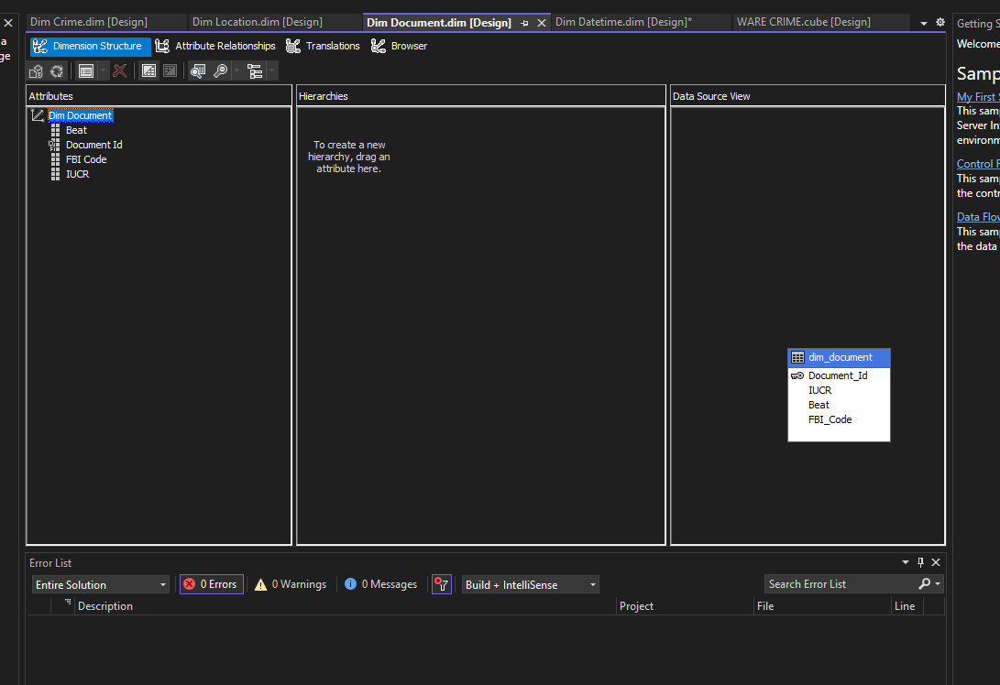 Dim Crime.dim [Design]
Dim Location.dim [Design]
Dim Document.dim [Design]
Dim Datetime.dim [Design]*
WARE CRIME.cube [Design]
Dimension Structure
Attribute Relationships
Translations
Browser
Attributes
Dim Document
Beat
Document Id
FBI Code
IUCR
Hierarchies
To create a new
hierarchy, drag an
attribute here.
Data Source View
dim_document
Document_Id
IUCR
Beat
FBI_Code
a
ge
Getting S
Welcome
Samp
My First S
This sam
Server In
environm
Control F
This sam
the contr
Data Flow
This samp
the data
Error List
Entire Solution
0 Errors
0 Warnings
0 Messages
Build + IntelliSense
Search Error List
Description
Project
File
Line